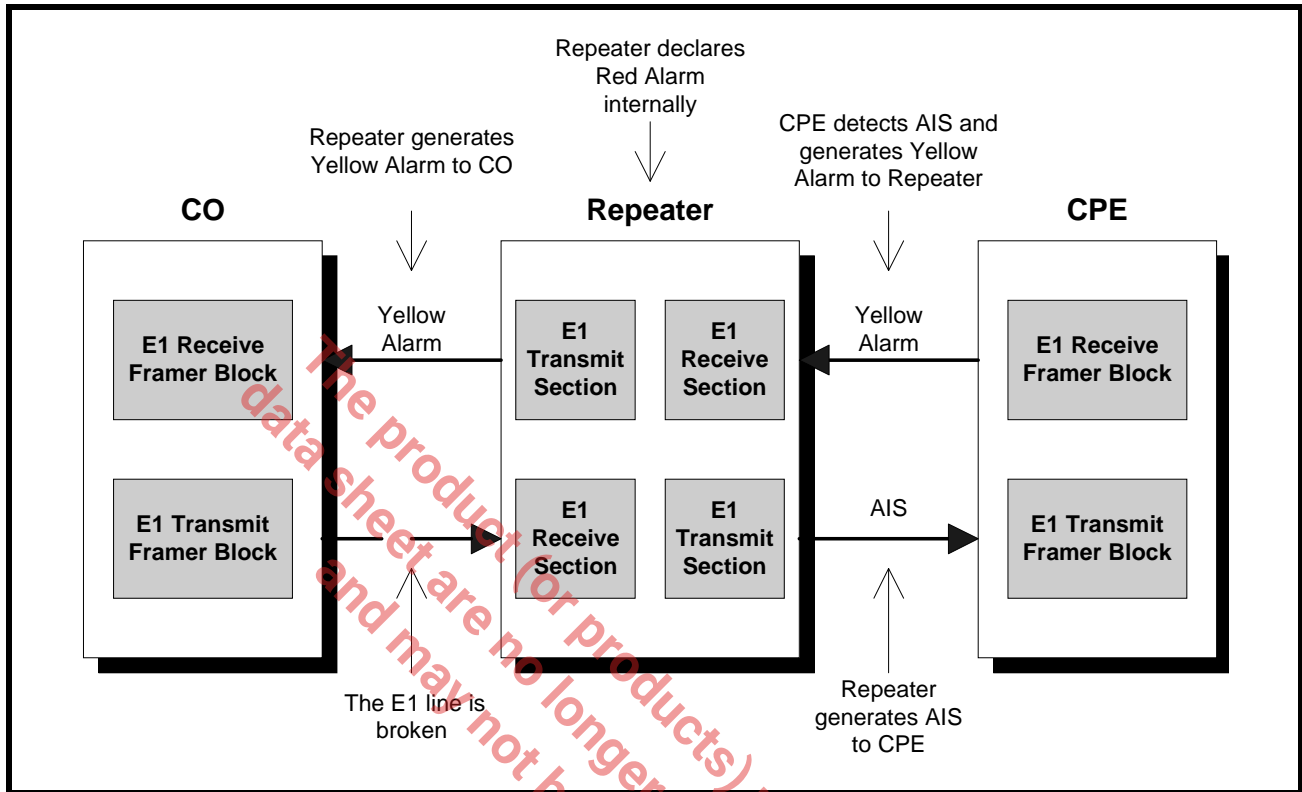 Repeater declares
Red Alarm
internally
Repeater generates
Yellow Alarm to CO
CPE detects AIS and
generates Yellow
Alarm to Repeater
CO
Repeater
CPE
E1 Receive
Framer Block
Yellow
Alarm
E1
Transmit
Section
E1
Receive
Section
Yellow
Alarm
E1 Receive
Framer Block
E1 Transmit
Framer Block
E1
Receive
Section
E1
Transmit
Section
AIS
E1 Transmit
Framer Block
The E1 line is
broken
Repeater
generates AIS
to CPE
The product (or products)
data sheet are no longer
and may not